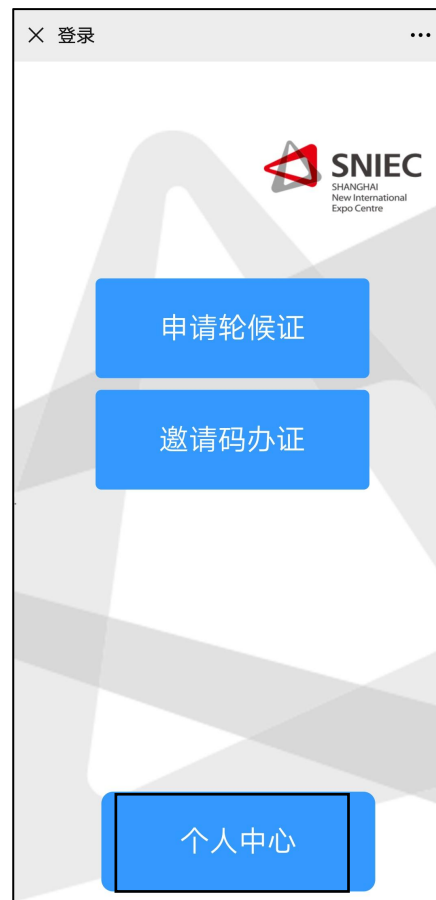 登录
SNIEC
SHANGHAI
New International
Expo Centre
申请轮候证
邀请码办证
个人中心